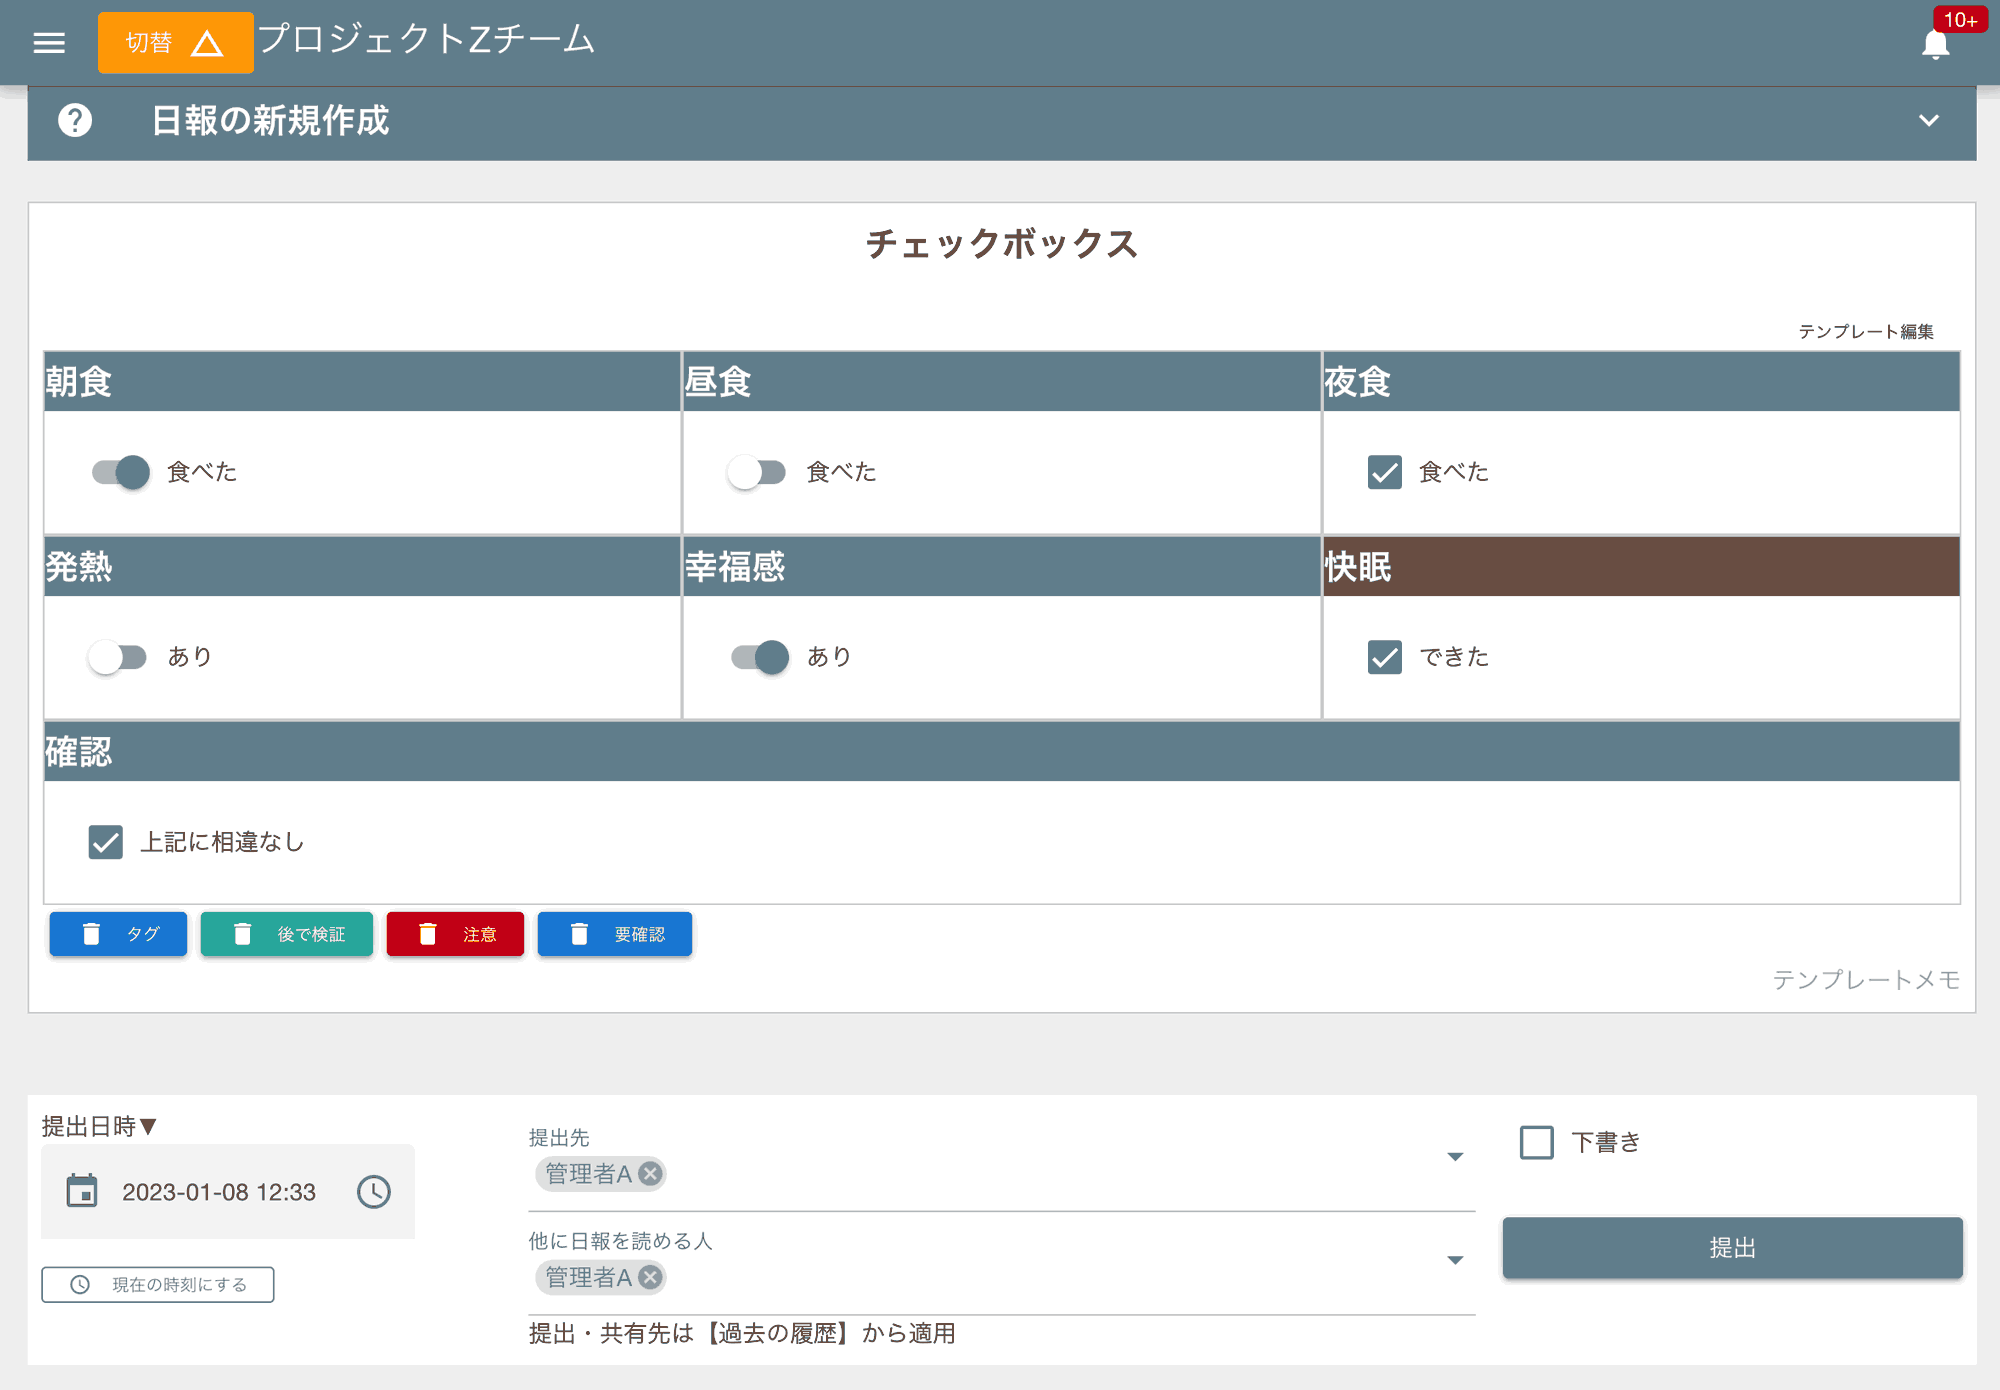 切替 プロジェクトZチーム 10+
日報の新規作成
チェックボックス
テンプレート編集
朝食 昼食 夜食
食べた 食べた 食べた
発熱 幸福感 快眠
あり あり できた
確認
上記に相違なし
タグ 後で検証 注意 要確認
テンプレートメモ
提出日時▼
2023-01-08 12:33
現在の時刻にする
提出先
管理者A
他に日報を読める人
管理者A
提出・共有先は【過去の履歴】から適用
下書き
提出